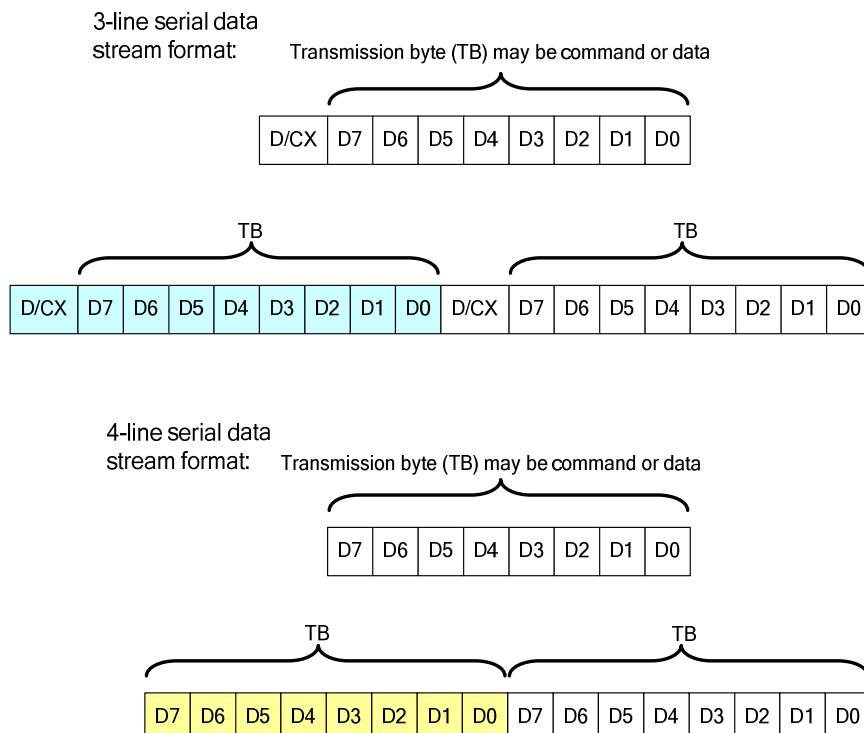 3-line serial data
stream format: Transmission byte (TB) may be command or data
D/CX D7 D6 D5 D4 D3 D2 D1 D0
TB TB
D/CX D7 D6 D5 D4 D3 D2 D1 D0 D/CX D7 D6 D5 D4 D3 D2 D1 D0
4-line serial data
stream format: Transmission byte (TB) may be command or data
D7 D6 D5 D4 D3 D2 D1 D0
TB TB
D7 D6 D5 D4 D3 D2 D1 D0 D7 D6 D5 D4 D3 D2 D1 D0